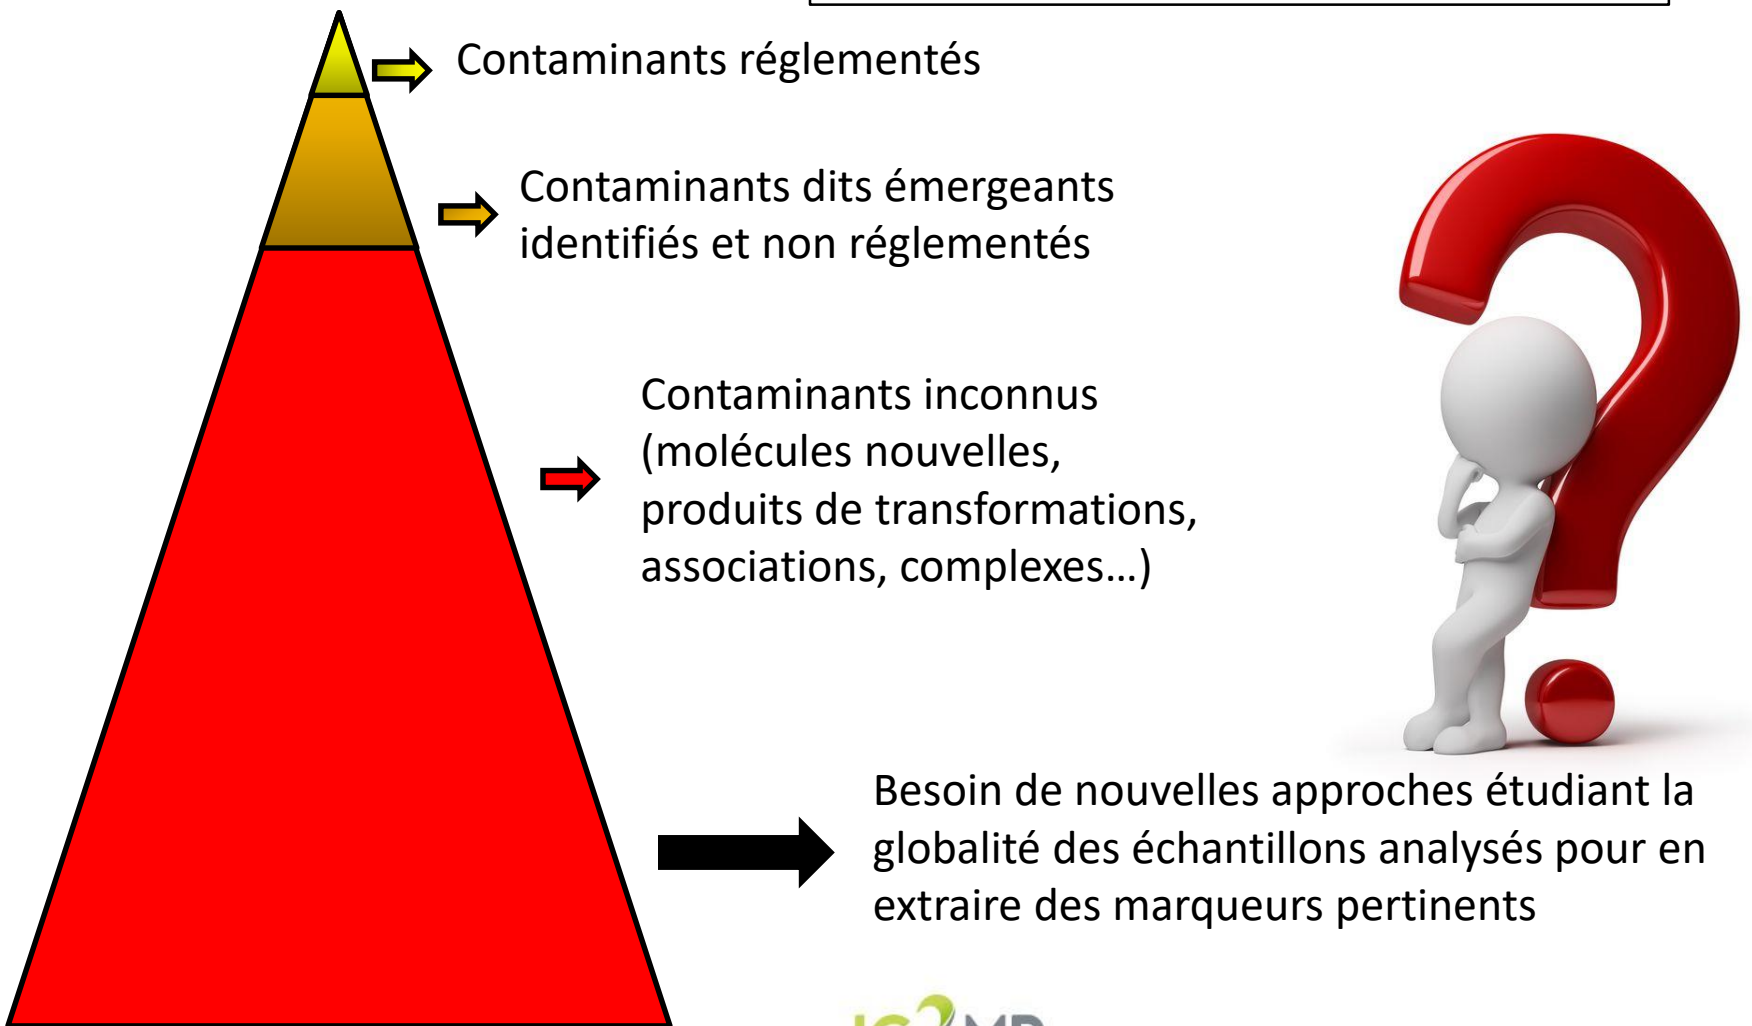 Contaminants réglementés
Contaminants dits émergeants
identifiés et non réglementés
Contaminants inconnus
(molécules nouvelles,
produits de transformations,
associations, complexes…)
Besoin de nouvelles approches étudiant la
globalité des échantillons analysés pour en
extraire des marqueurs pertinents